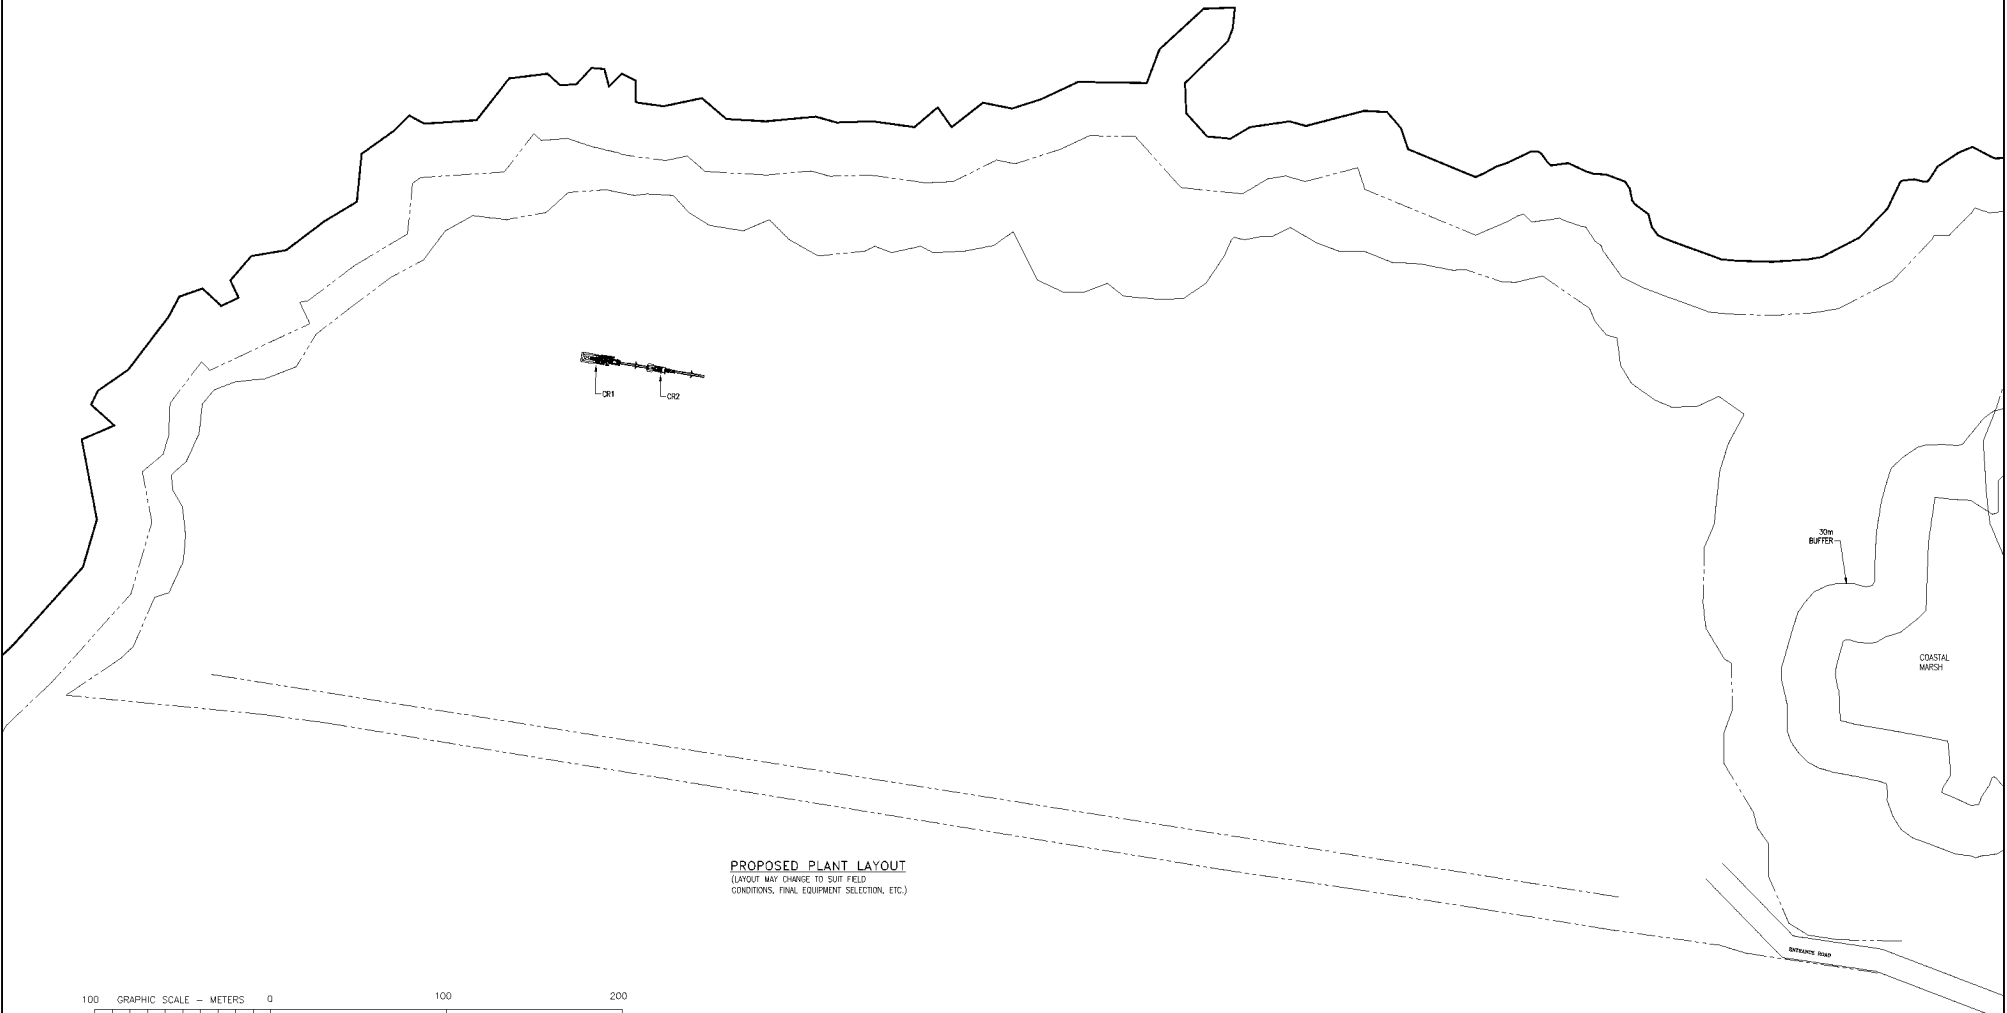 CR1
CR2
30m
BUFFER
COASTAL
MARSH
PROPOSED PLANT LAYOUT
(LAYOUT MAY CHANGE TO SUIT FIELD
CONDITIONS, FINAL EQUIPMENT SELECTION, ETC.)
ENTRANCE ROAD
100 GRAPHIC SCALE - METERS 0 100 200